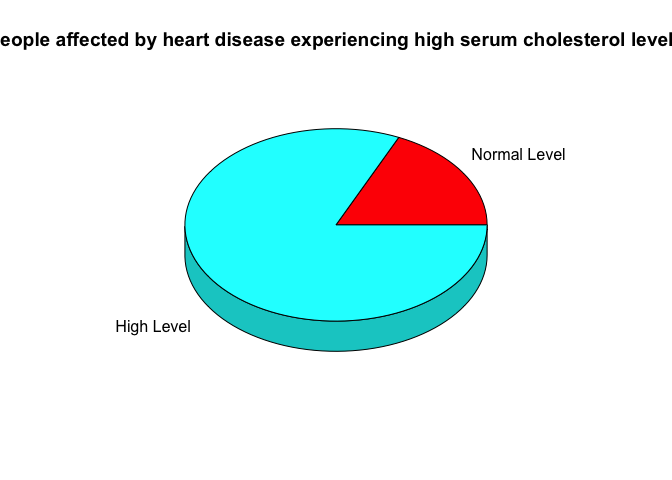 eople affected by heart disease experiencing high serum cholesterol level
Normal Level
High Level